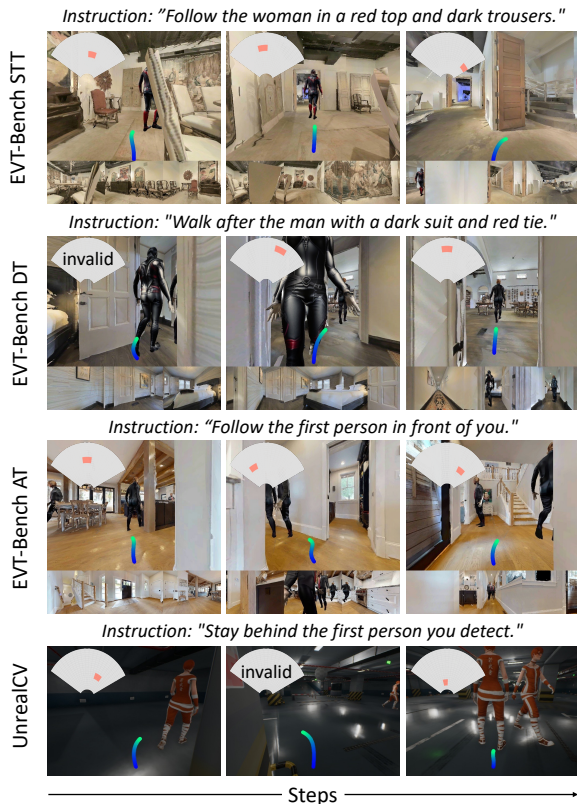 Instruction: ”Follow the woman in a red top and dark trousers."
EVT-Bench STT
Instruction: "Walk after the man with a dark suit and red tie."
EVT-Bench DT
invalid
Instruction: “Follow the first person in front of you."
EVT-Bench AT
Instruction: "Stay behind the first person you detect."
UnrealCV
invalid
Steps